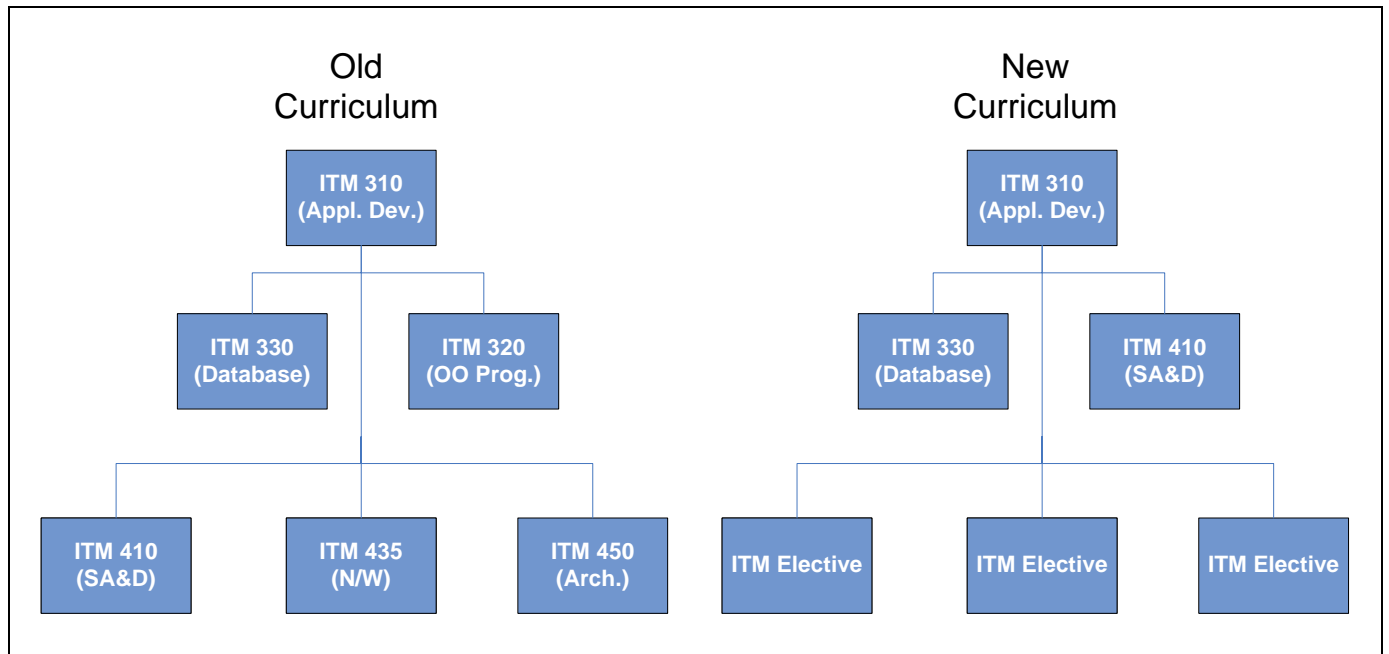 Old
Curriculum
ITM 310
(Appl. Dev.)
ITM 330
(Database)
ITM 320
(OO Prog.)
ITM 410
(SA&D)
ITM 435
(N/W)
ITM 450
(Arch.)
New
Curriculum
ITM 310
(Appl. Dev.)
ITM 330
(Database)
ITM 410
(SA&D)
ITM Elective
ITM Elective
ITM Elective